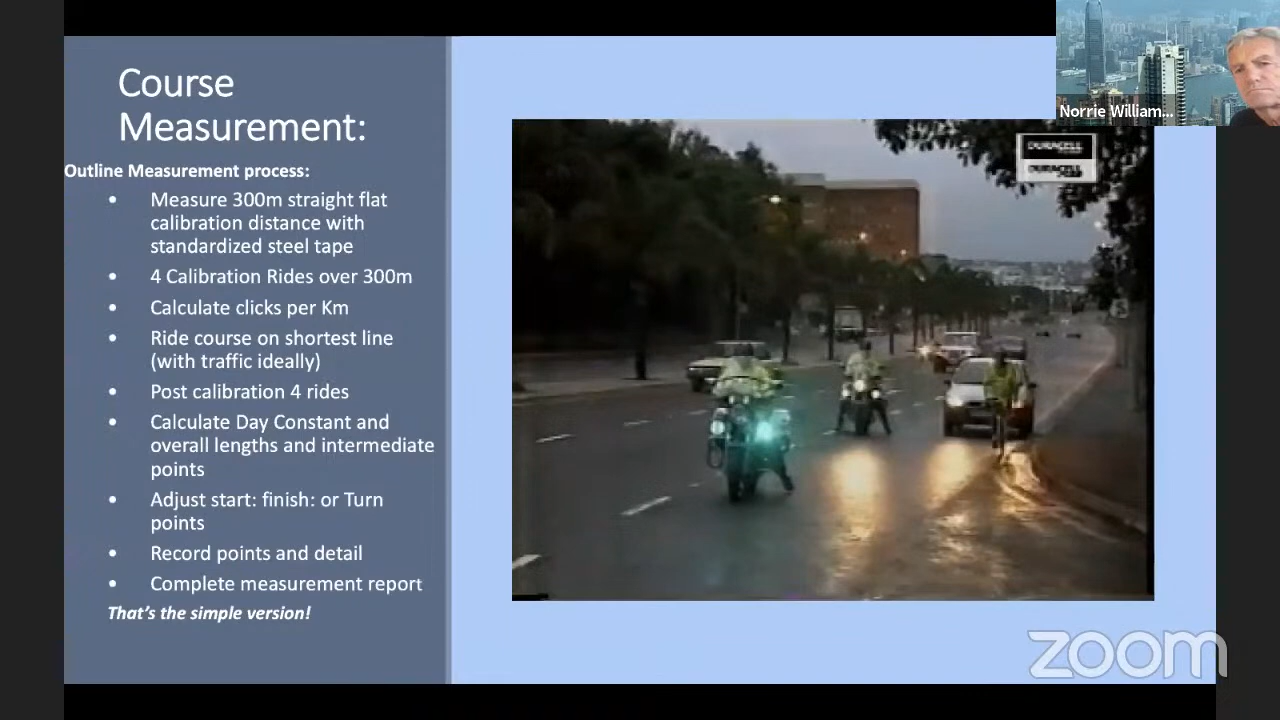 Course
Measurement:
Outline Measurement process:
• Measure 300m straight flat
calibration distance with
standardized steel tape
• 4 Calibration Rides over 300m
• Calculate clicks per Km
• Ride course on shortest line
(with traffic ideally)
• Post calibration 4 rides
• Calculate Day Constant and
overall lengths and intermediate
points
• Adjust start: finish: or Turn
points
• Record points and detail
• Complete measurement report
That's the simple version!
Norrie William...
DURACELL
DURACELL
zoom